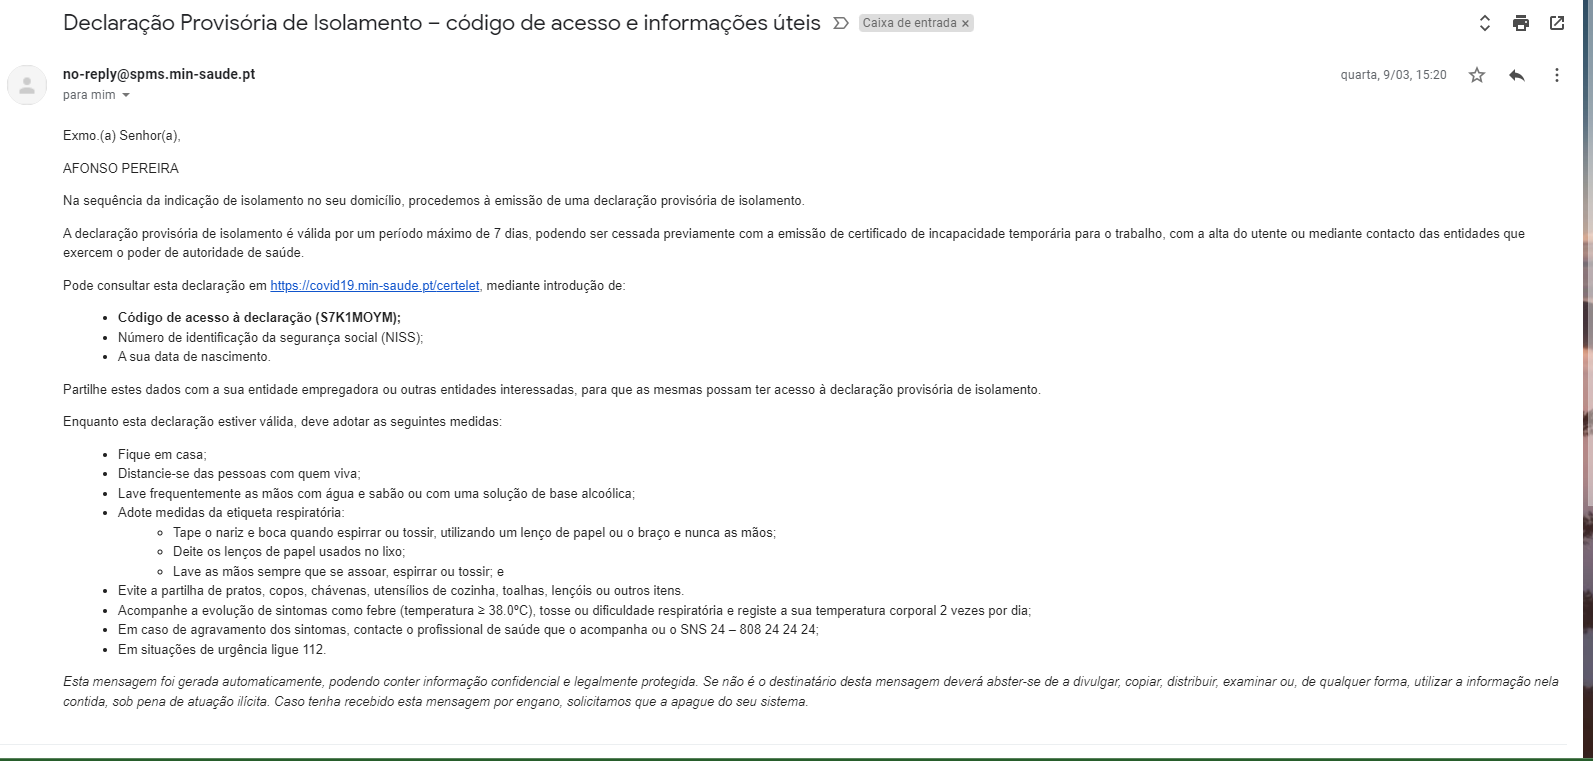 Declaração Provisória de Isolamento – código de acesso e informações úteis
Caixa de entrada ×
no-reply@spms.min-saude.pt
quarta, 9/03, 15:20
para mim
Exmo.(a) Senhor(a),
AFONSO PEREIRA
Na sequência da indicação de isolamento no seu domicílio, procedemos à emissão de uma declaração provisória de isolamento.
A declaração provisória de isolamento é válida por um período máximo de 7 dias, podendo ser cessada previamente com a emissão de certificado de incapacidade temporária para o trabalho, com a alta do utente ou mediante contacto das entidades que
exercem o poder de autoridade de saúde.
Pode consultar esta declaração em https://covid19.min-saude.pt/certelet, mediante introdução de:
• Código de acesso à declaração (S7K1MOYM);
• Número de identificação da segurança social (NISS);
• A sua data de nascimento.
Partilhe estes dados com a sua entidade empregadora ou outras entidades interessadas, para que as mesmas possam ter acesso à declaração provisória de isolamento.
Enquanto esta declaração estiver válida, deve adotar as seguintes medidas:
• Fique em casa;
• Distancie-se das pessoas com quem viva;
• Lave frequentemente as mãos com água e sabão ou com uma solução de base alcoólica;
• Adote medidas da etiqueta respiratória:
◦ Tape o nariz e boca quando espirrar ou tossir, utilizando um lenço de papel ou o braço e nunca as mãos;
◦ Deite os lenços de papel usados no lixo;
◦ Lave as mãos sempre que se assoar, espirrar ou tossir; e
• Evite a partilha de pratos, copos, chávenas, utensílios de cozinha, toalhas, lençóis ou outros itens.
• Acompanhe a evolução de sintomas como febre (temperatura ≥ 38.0ºC), tosse ou dificuldade respiratória e registe a sua temperatura corporal 2 vezes por dia;
• Em caso de agravamento dos sintomas, contacte o profissional de saúde que o acompanha ou o SNS 24 – 808 24 24 24;
• Em situações de urgência ligue 112.
Esta mensagem foi gerada automaticamente, podendo conter informação confidencial e legalmente protegida. Se não é o destinatário desta mensagem deverá abster-se de a divulgar, copiar, distribuir, examinar ou, de qualquer forma, utilizar a informação nela
contida, sob pena de atuação ilícita. Caso tenha recebido esta mensagem por engano, solicitamos que a apague do seu sistema.